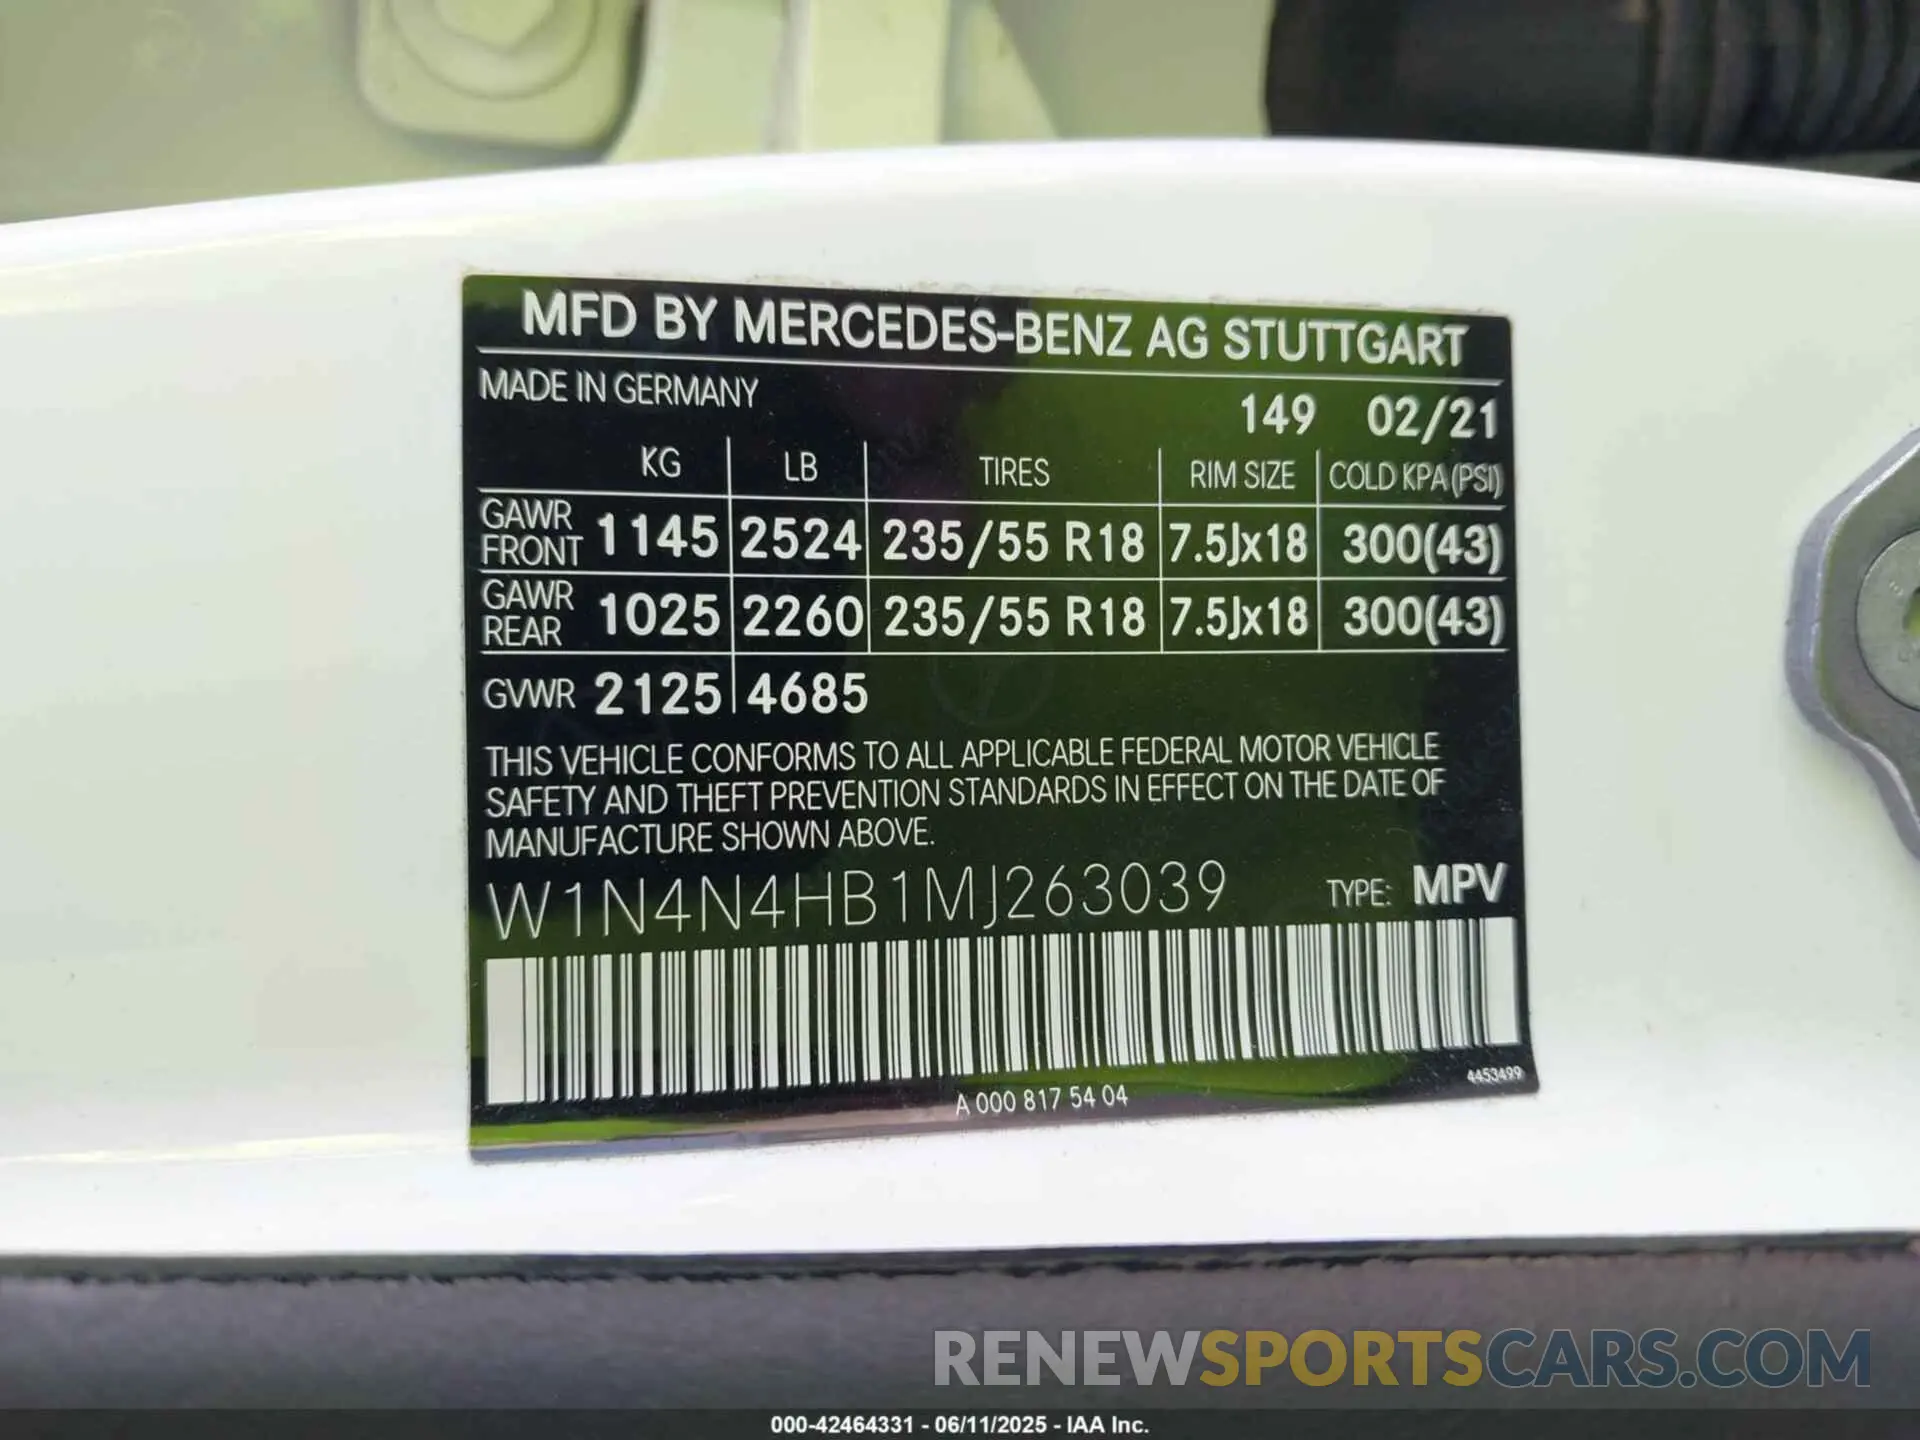 MFD BY MERCEDES-BENZ AG STUTTGART
MADE IN GERMANY
149 02/21
KG LB TIRES RIM SIZE COLD KPA(PSI)
GAWR FRONT 1145 2524 235/55 R18 7.5Jx18 300(43)
GAWR REAR 1025 2260 235/55 R18 7.5Jx18 300(43)
GVWR 2125 4685
THIS VEHICLE CONFORMS TO ALL APPLICABLE FEDERAL MOTOR VEHICLE
SAFETY AND THEFT PREVENTION STANDARDS IN EFFECT ON THE DATE OF
MANUFACTURE SHOWN ABOVE.
W1N4N4HB1MJ263039 TYPE: MPV
4453499
A 000 817 54 04
RENEWSPORTSCARS.COM
000-42464331 - 06/11/2025 - IAA Inc.